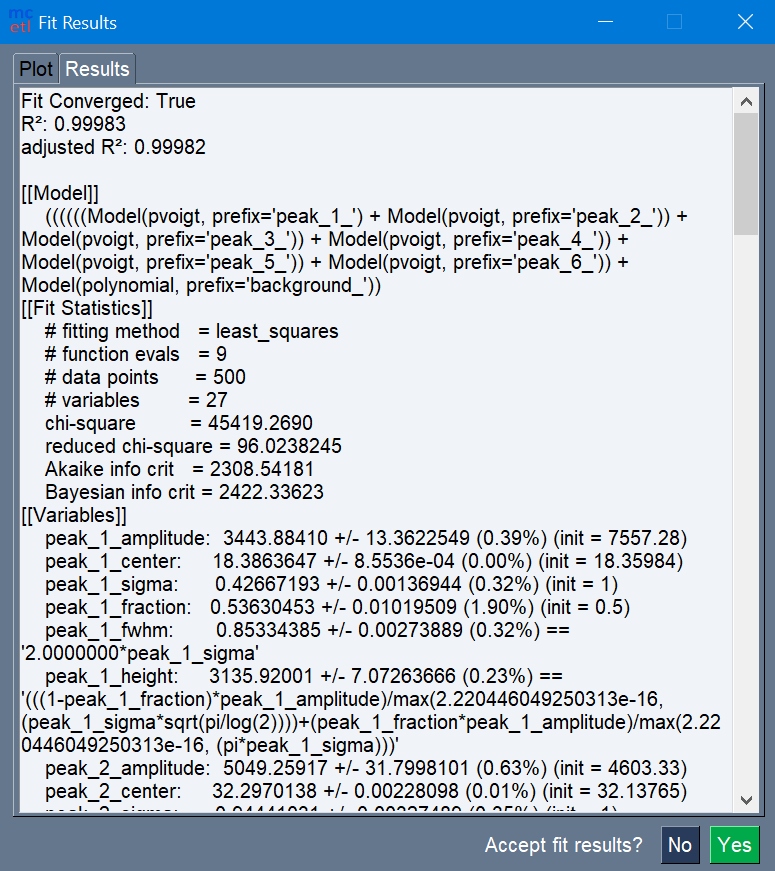 mc
etl
Fit Results
Plot Results
Fit Converged: True
R²: 0.99983
adjusted R²: 0.99982
[[Model]]
((((((Model(pvoigt, prefix='peak_1_') + Model(pvoigt, prefix='peak_2_')) +
Model(pvoigt, prefix='peak_3_')) + Model(pvoigt, prefix='peak_4_')) +
Model(pvoigt, prefix='peak_5_')) + Model(pvoigt, prefix='peak_6_')) +
Model(polynomial, prefix='background_'))
[[Fit Statistics]]
# fitting method = least_squares
# function evals = 9
# data points = 500
# variables = 27
chi-square = 45419.2690
reduced chi-square = 96.0238245
Akaike info crit = 2308.54181
Bayesian info crit = 2422.33623
[[Variables]]
peak_1_amplitude: 3443.88410 +/- 13.3622549 (0.39%) (init = 7557.28)
peak_1_center: 18.3863647 +/- 8.5536e-04 (0.00%) (init = 18.35984)
peak_1_sigma: 0.42667193 +/- 0.00136944 (0.32%) (init = 1)
peak_1_fraction: 0.53630453 +/- 0.01019509 (1.90%) (init = 0.5)
peak_1_fwhm: 0.85334385 +/- 0.00273889 (0.32%) ==
'2.0000000*peak_1_sigma'
peak_1_height: 3135.92001 +/- 7.07263666 (0.23%) ==
'(((1-peak_1_fraction)*peak_1_amplitude)/max(2.220446049250313e-16,
(peak_1_sigma*sqrt(pi/log(2))))+(peak_1_fraction*peak_1_amplitude)/max(2.22
0446049250313e-16, (pi*peak_1_sigma)))'
peak_2_amplitude: 5049.25917 +/- 31.7998101 (0.63%) (init = 4603.33)
peak_2_center: 32.2970138 +/- 0.00228098 (0.01%) (init = 32.13765)
Accept fit results? No Yes